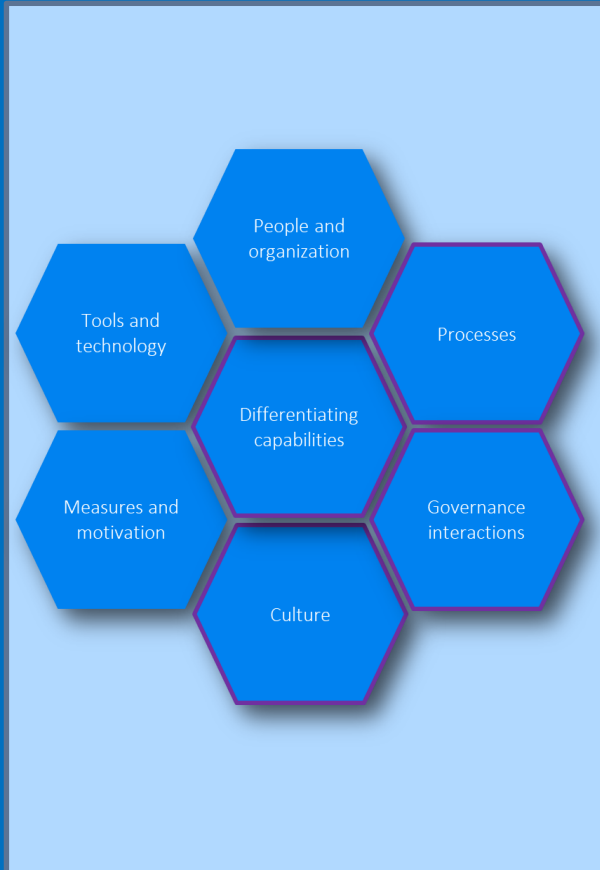 People and
organization
Tools and
technology
Processes
Differentiating
capabilities
Measures and
motivation
Governance
interactions
Culture